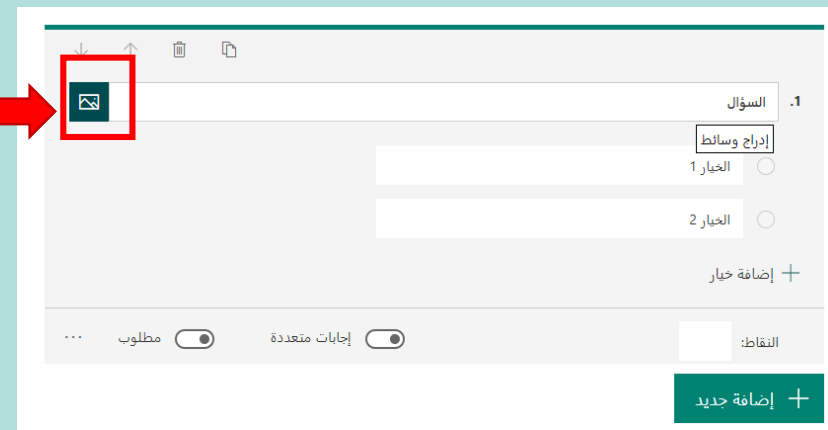 1. السؤال
إدراج وسائط
الخيار 1
الخيار 2
+ إضافة خيار
النقاط: إجابات متعددة مطلوب ...
+ إضافة جديد